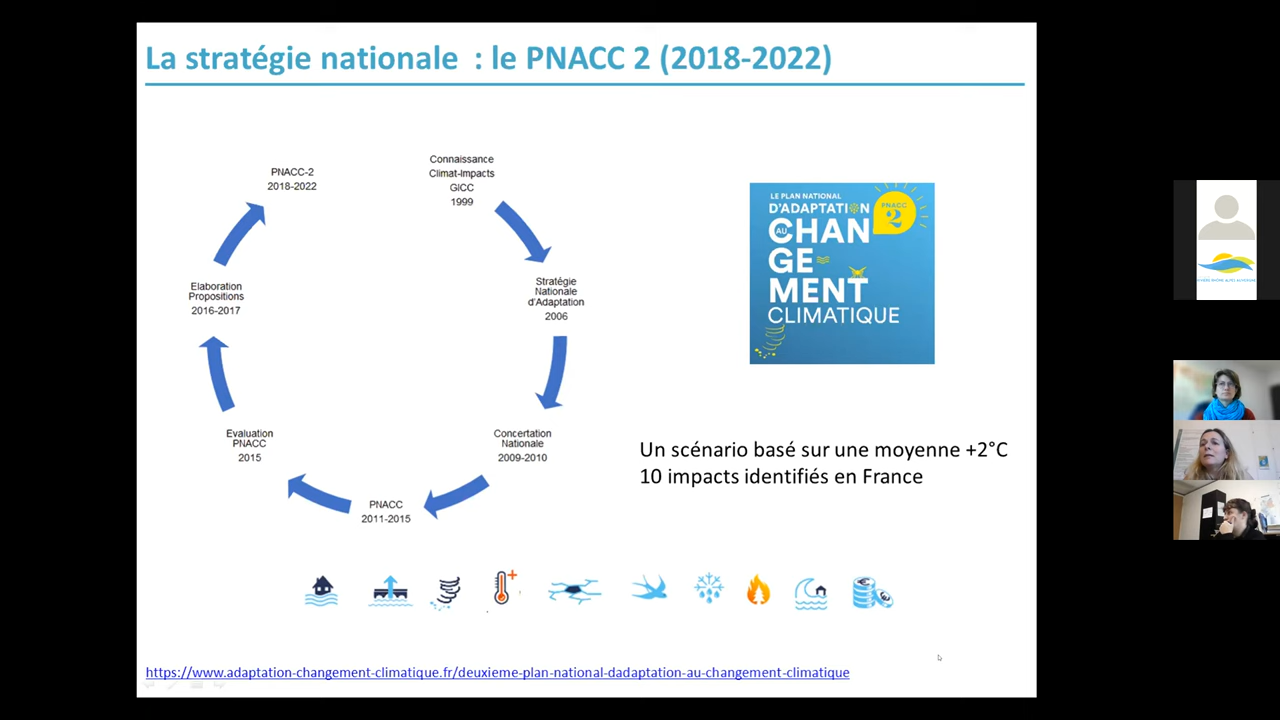 La stratégie nationale : le PNACC 2 (2018-2022)
Connaissance
Climat-Impacts
GICC
1999
Stratégie
Nationale
d'Adaptation
2006
Concertation
Nationale
2009-2010
PNACC
2011-2015
Evaluation
PNACC
2015
Elaboration
Propositions
2016-2017
PNACC-2
2018-2022
LE PLAN NATIONAL
D'ADAPTATION
PNACC
2
AU
CHAN
GE
MENT
CLIMATIQUE
Un scénario basé sur une moyenne +2°C
10 impacts identifiés en France
https://www.adaptation-changement-climatique.fr/deuxieme-plan-national-dadaptation-au-changement-climatique